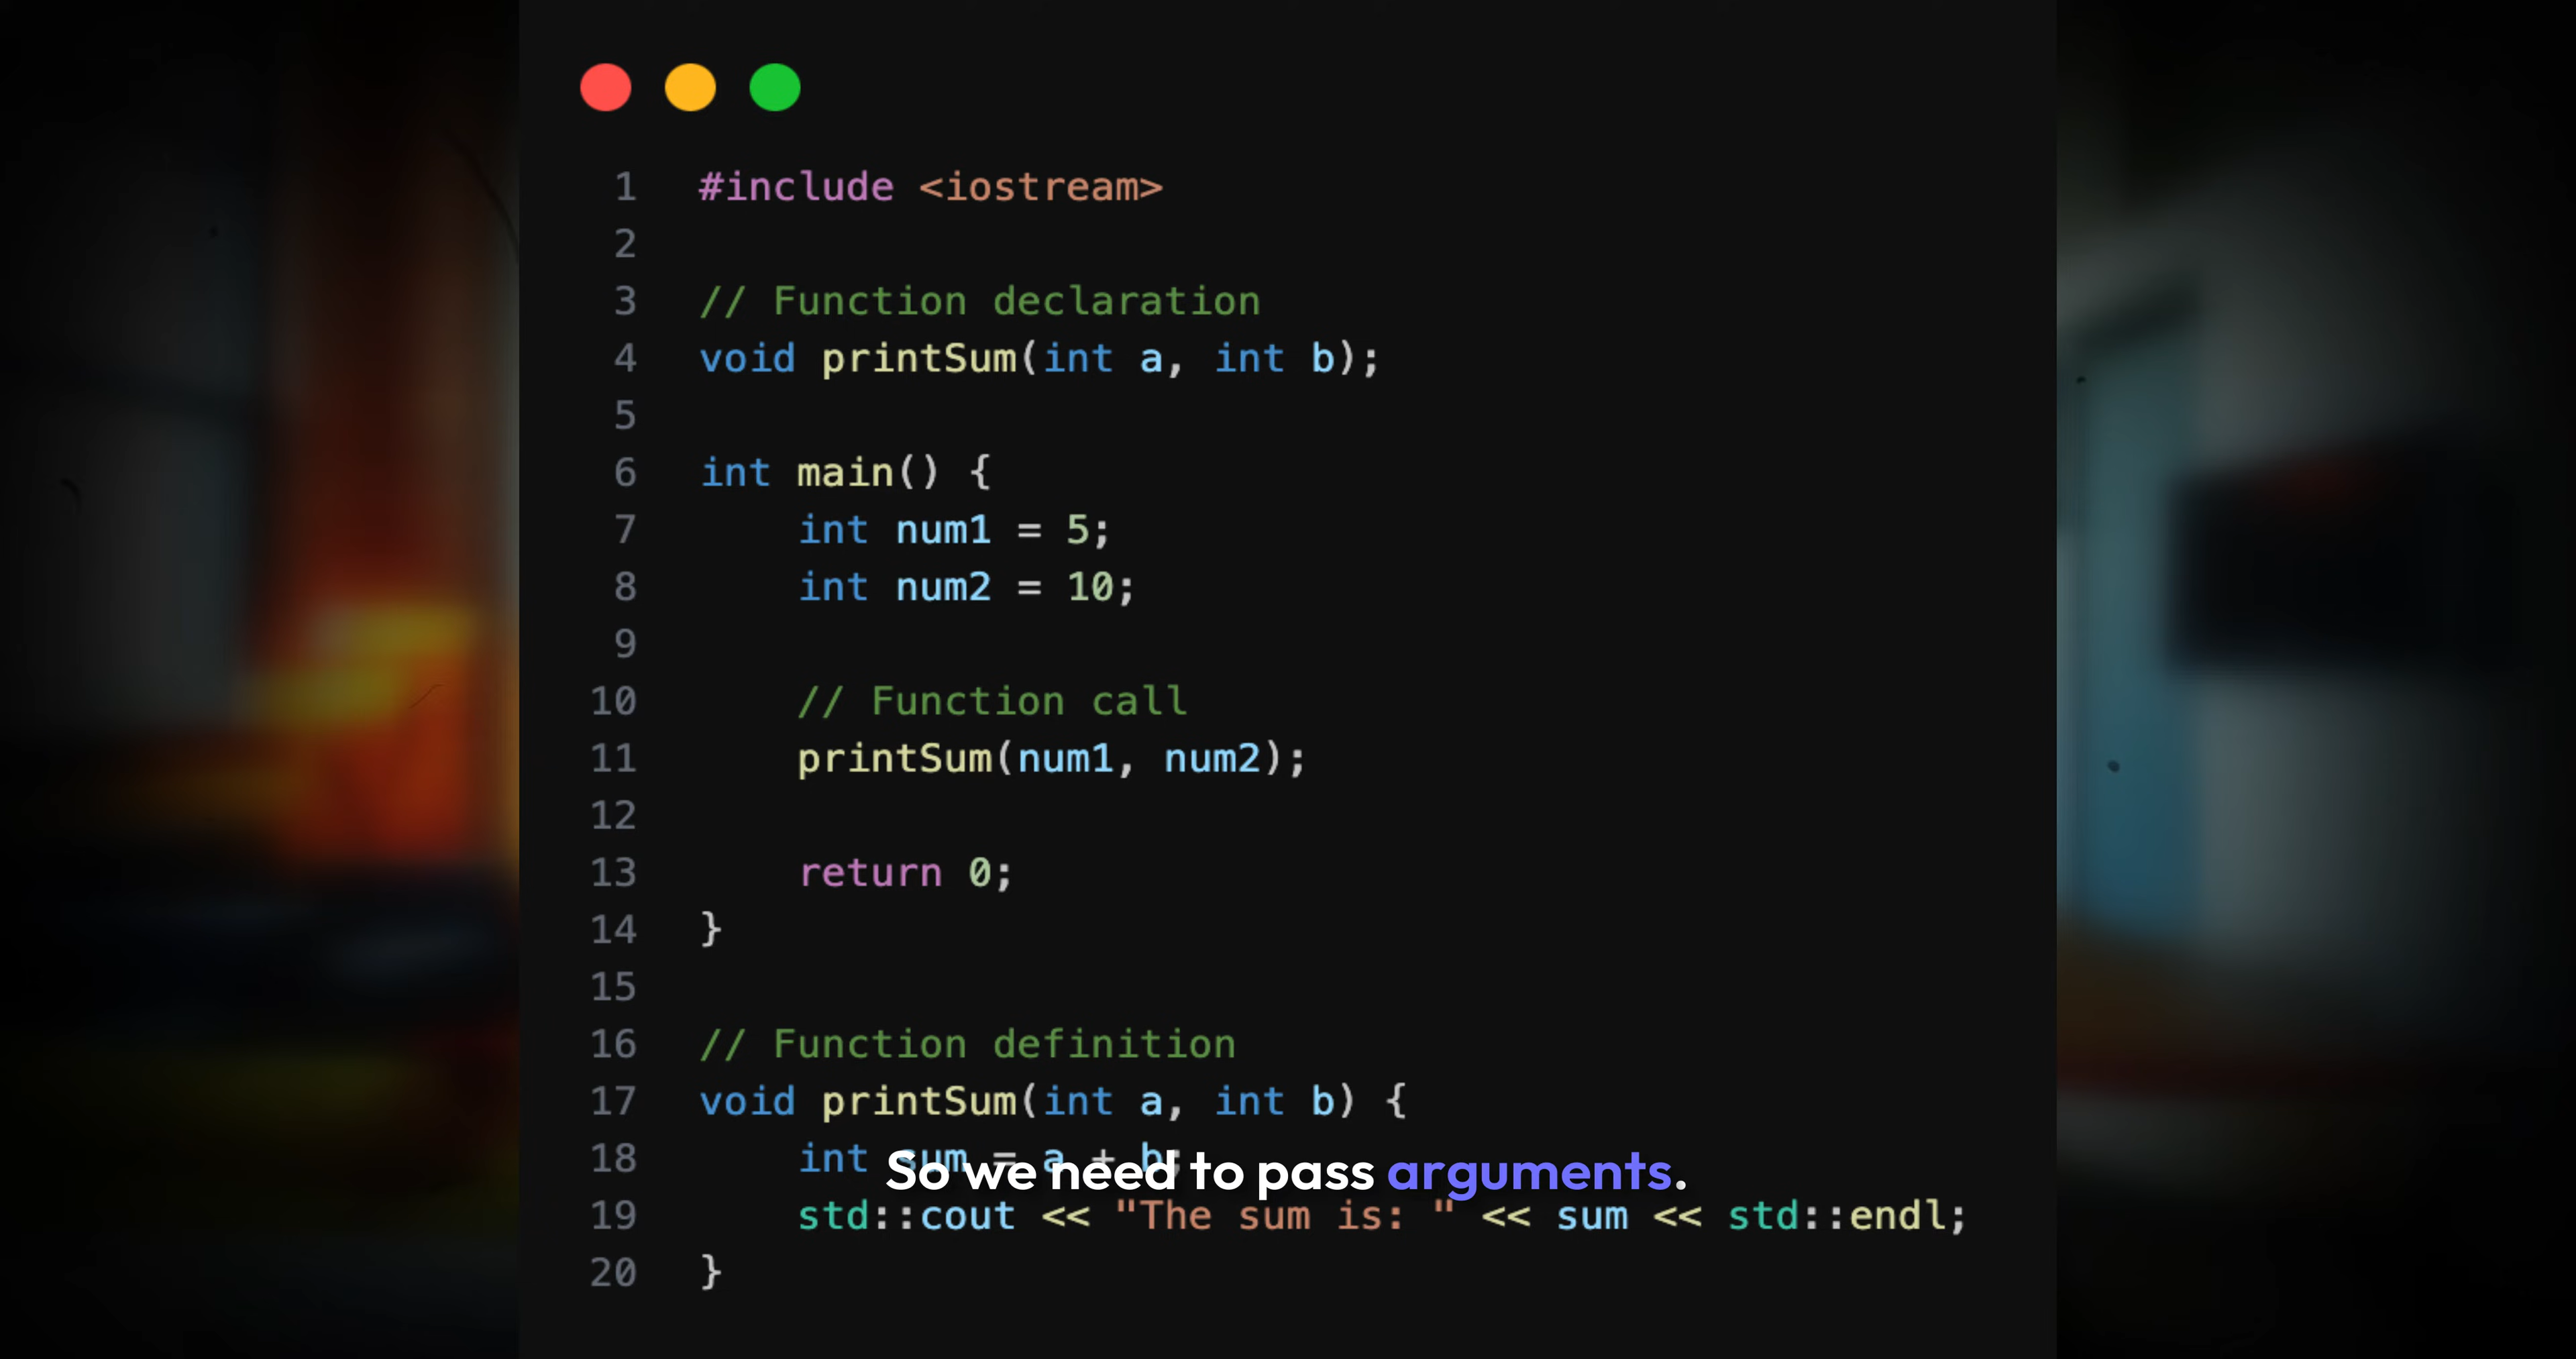 1 #include <iostream>
2
3 // Function declaration
4 void printSum(int a, int b);
5
6 int main() {
7     int num1 = 5;
8     int num2 = 10;
9
10     // Function call
11     printSum(num1, num2);
12
13     return 0;
14 }
15
16 // Function definition
17 void printSum(int a, int b) {
18     int sum = a + b;
So we need to pass arguments.
19     std::cout << "The sum is: " << sum << std::endl;
20 }